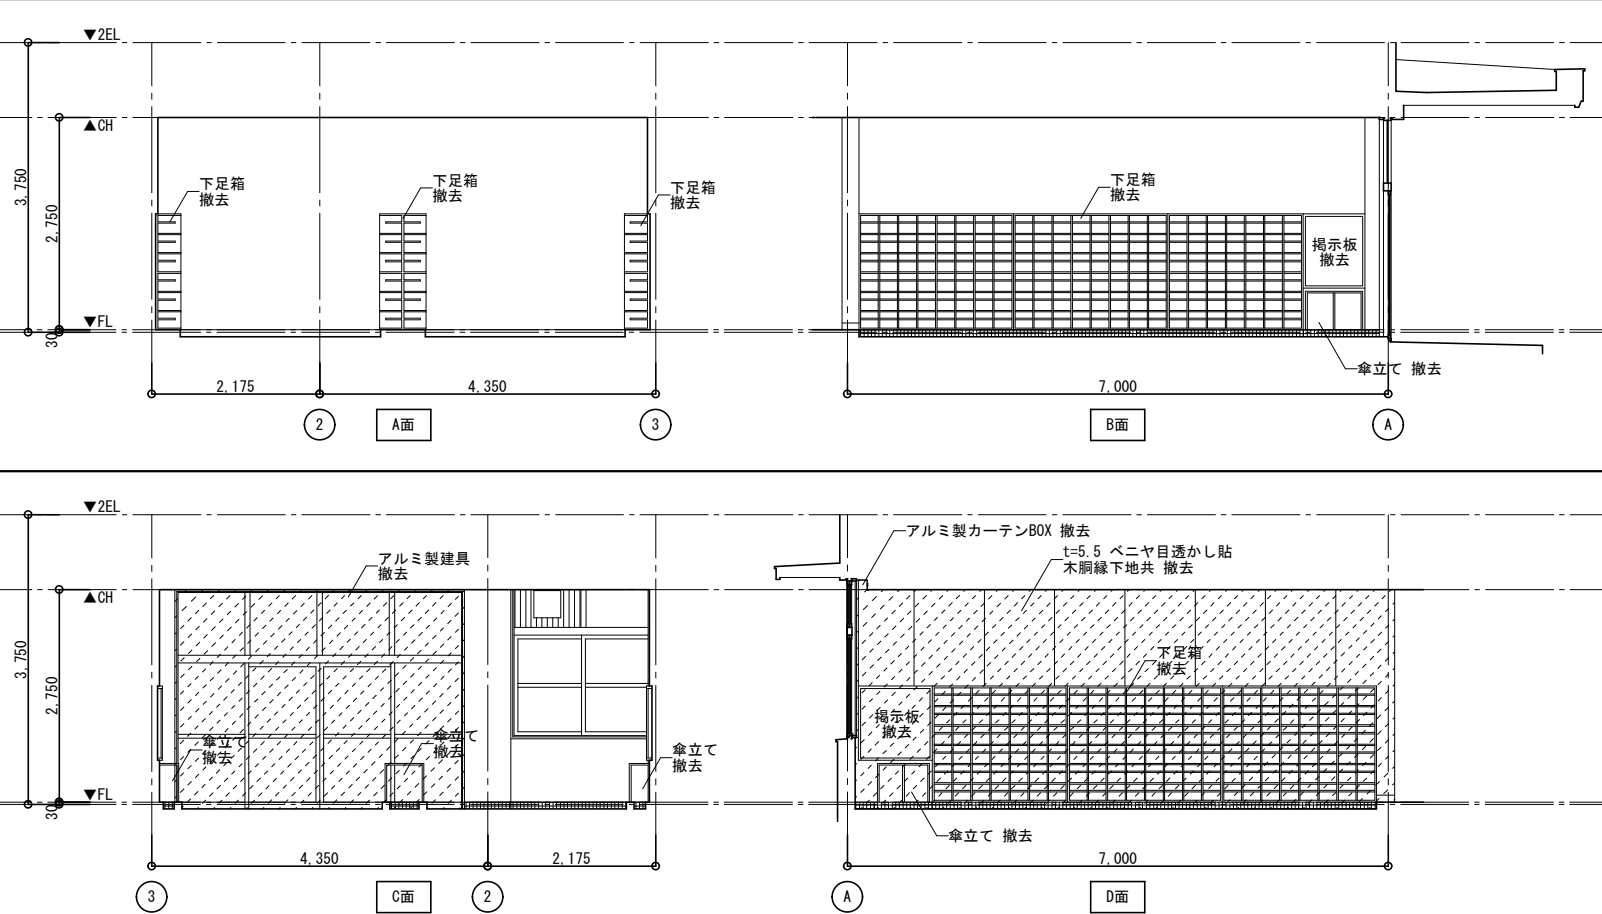 ▼2EL
▲CH
3,750
2,750
下足箱
撤去
下足箱
撤去
下足箱
撤去
▼FL
30
2,175
4,350
2
A面
3
下足箱
撤去
掲示板
撤去
傘立て 撤去
7,000
B面
A
▼2EL
アルミ製建具
撤去
▲CH
3,750
2,750
傘立て
撤去
傘立て
撤去
傘立て
撤去
▼FL
30
4,350
2,175
3
C面
2
アルミ製カーテンBOX 撤去
t=5.5 ベニヤ目透かし貼
木胴縁下地共 撤去
下足箱
撤去
掲示板
撤去
傘立て 撤去
7,000
A
D面